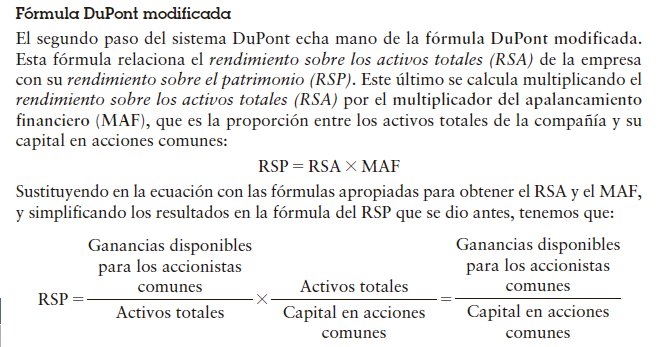 Fórmula DuPont modificada
El segundo paso del sistema DuPont echa mano de la fórmula DuPont modificada.
Esta fórmula relaciona el rendimiento sobre los activos totales (RSA) de la empresa
con su rendimiento sobre el patrimonio (RSP). Este último se calcula multiplicando el
rendimiento sobre los activos totales (RSA) por el multiplicador del apalancamiento
financiero (MAF), que es la proporción entre los activos totales de la compañía y su
capital en acciones comunes:
RSP = RSA × MAF
Sustituyendo en la ecuación con las fórmulas apropiadas para obtener el RSA y el MAF,
y simplificando los resultados en la fórmula del RSP que se dio antes, tenemos que:
Ganancias disponibles
para los accionistas
comunes
RSP =
Activos totales
×
Activos totales
Capital en acciones
comunes
=
Ganancias disponibles
para los accionistas
comunes
Capital en acciones
comunes